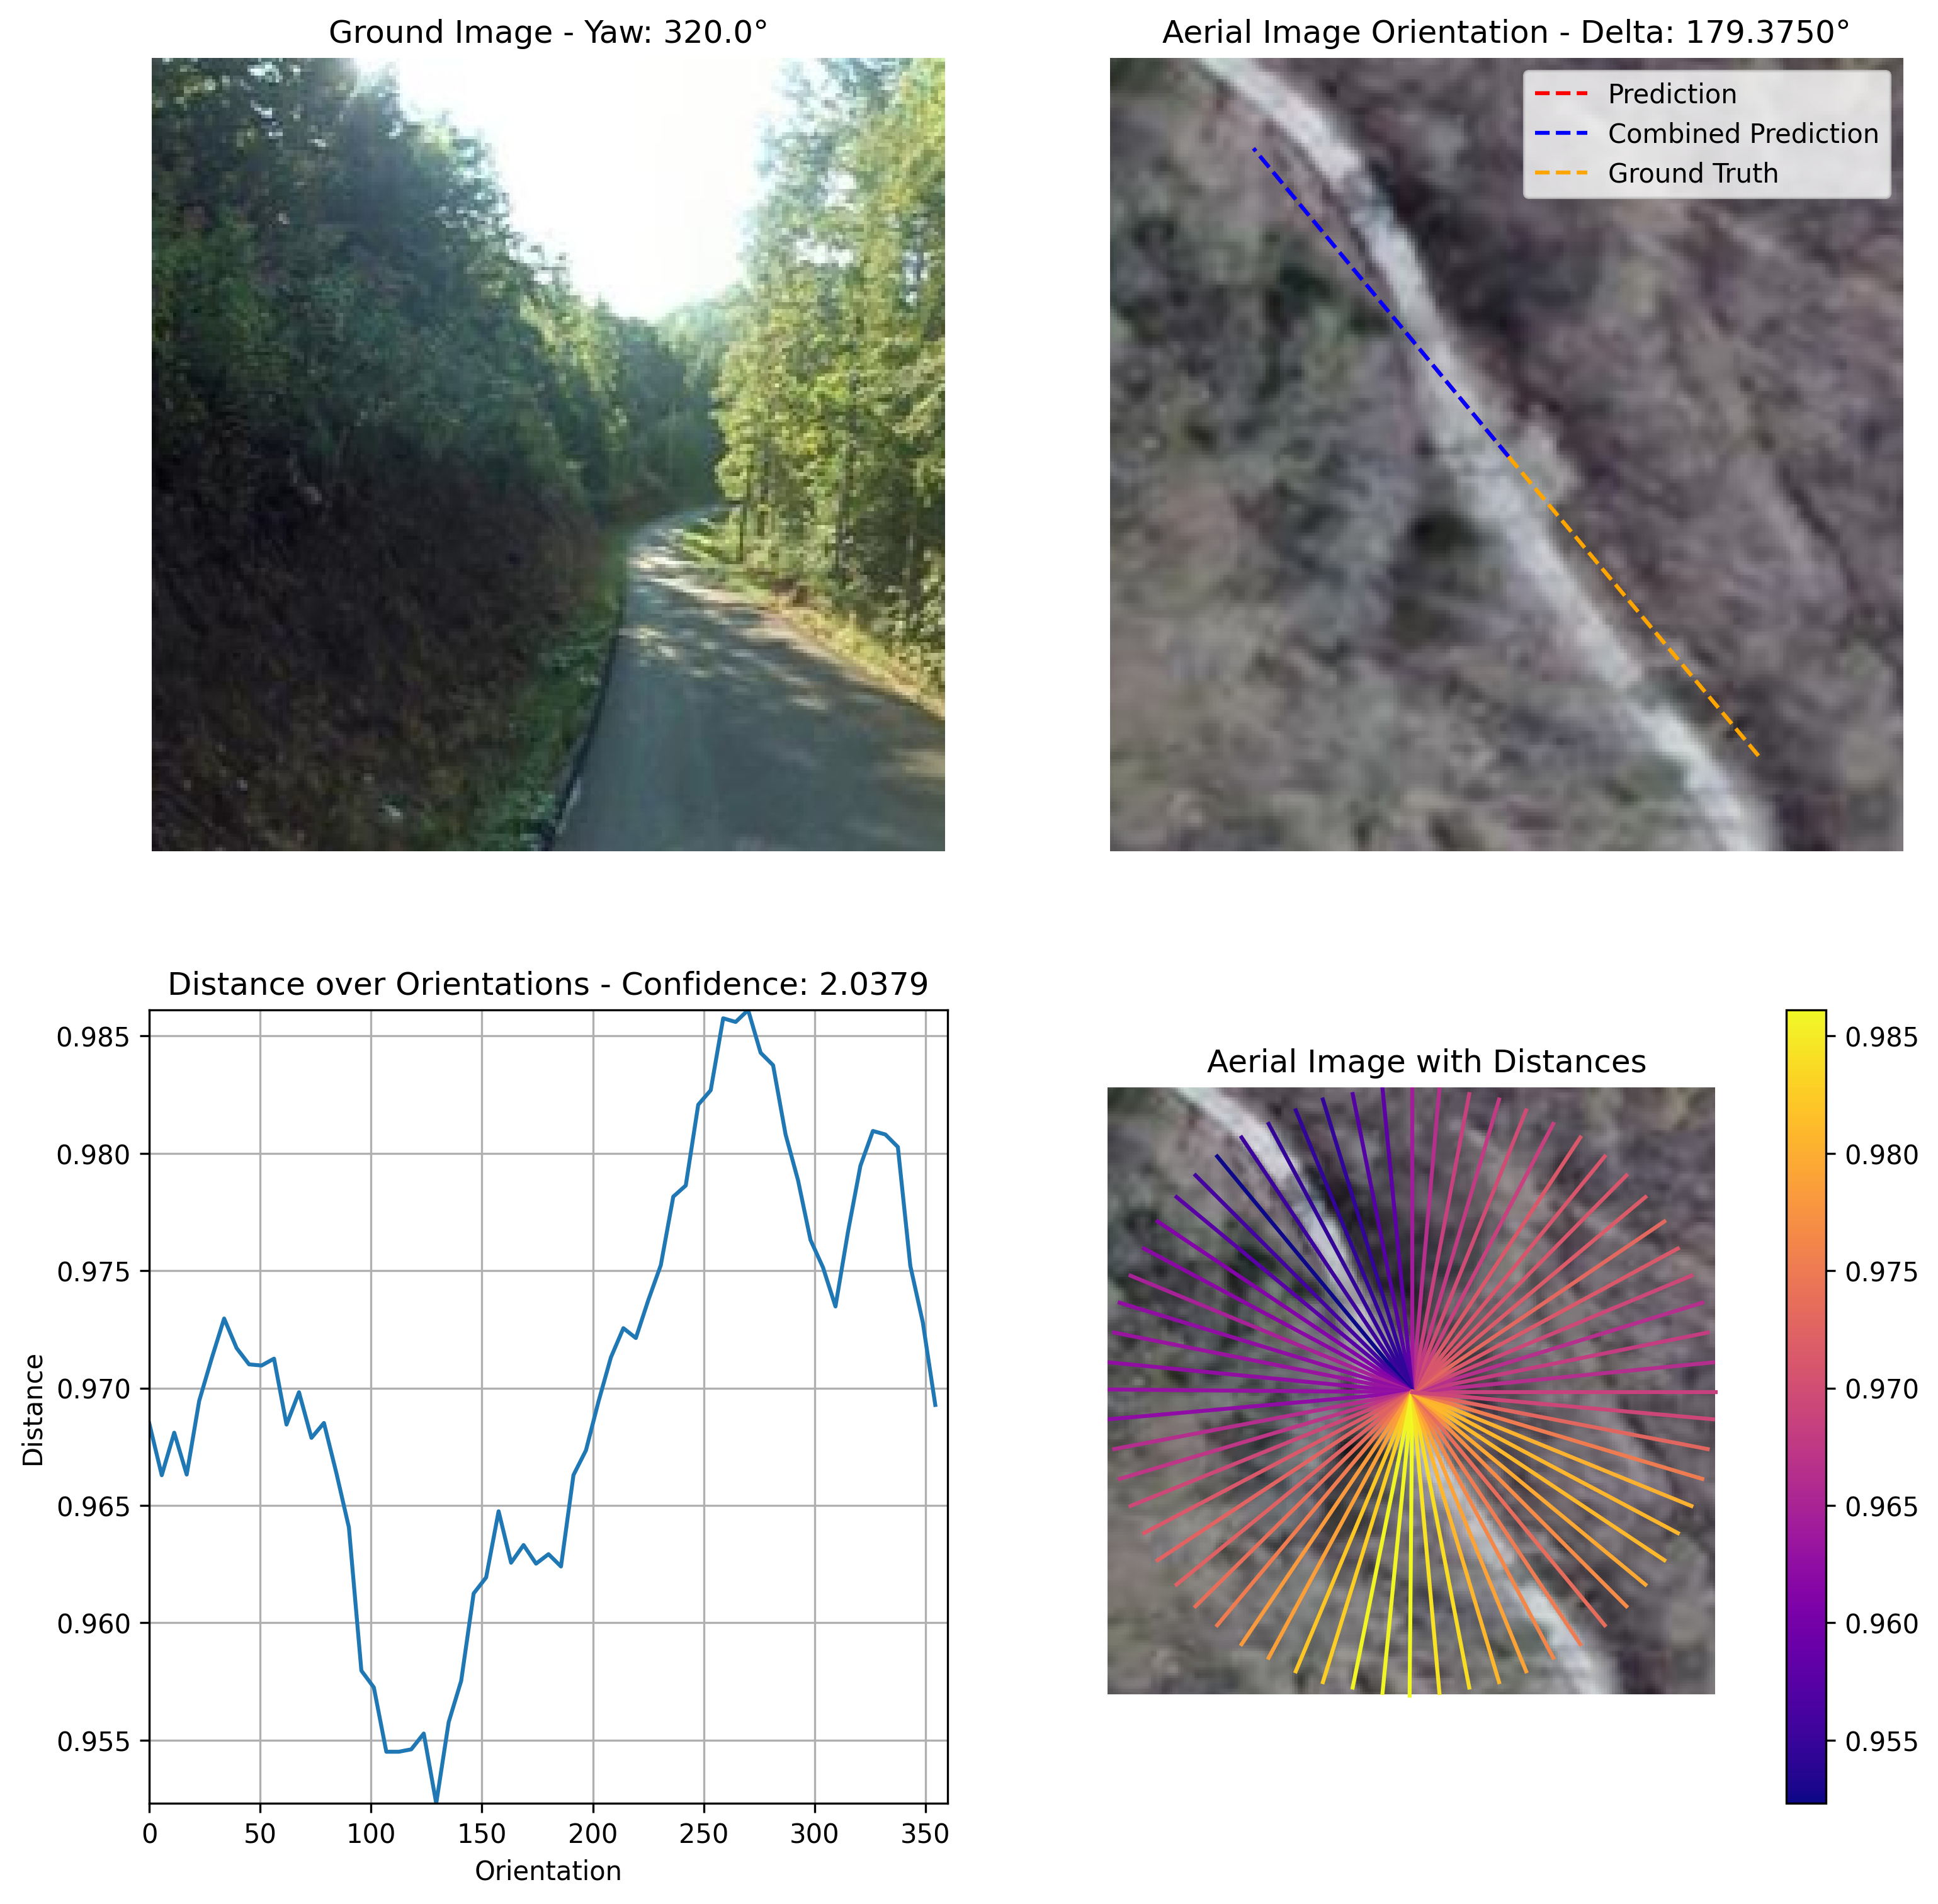 Ground Image - Yaw: 320.0°
Aerial Image Orientation - Delta: 179.3750°
Prediction
Combined Prediction
Ground Truth
Distance over Orientations - Confidence: 2.0379
0.985
0.980
0.975
0.970
0.965
0.960
0.955
Distance
0
50
100
150
200
250
300
350
Orientation
Aerial Image with Distances
0.985
0.980
0.975
0.970
0.965
0.960
0.955